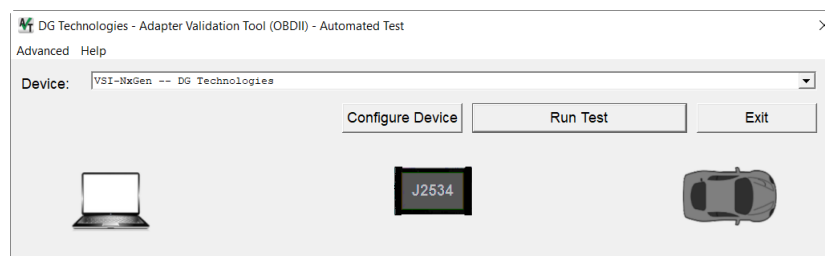 DG Technologies - Adapter Validation Tool (OBDII) - Automated Test
Advanced Help
Device: VSI-NxGen -- DG Technologies
Configure Device Run Test Exit
J2534